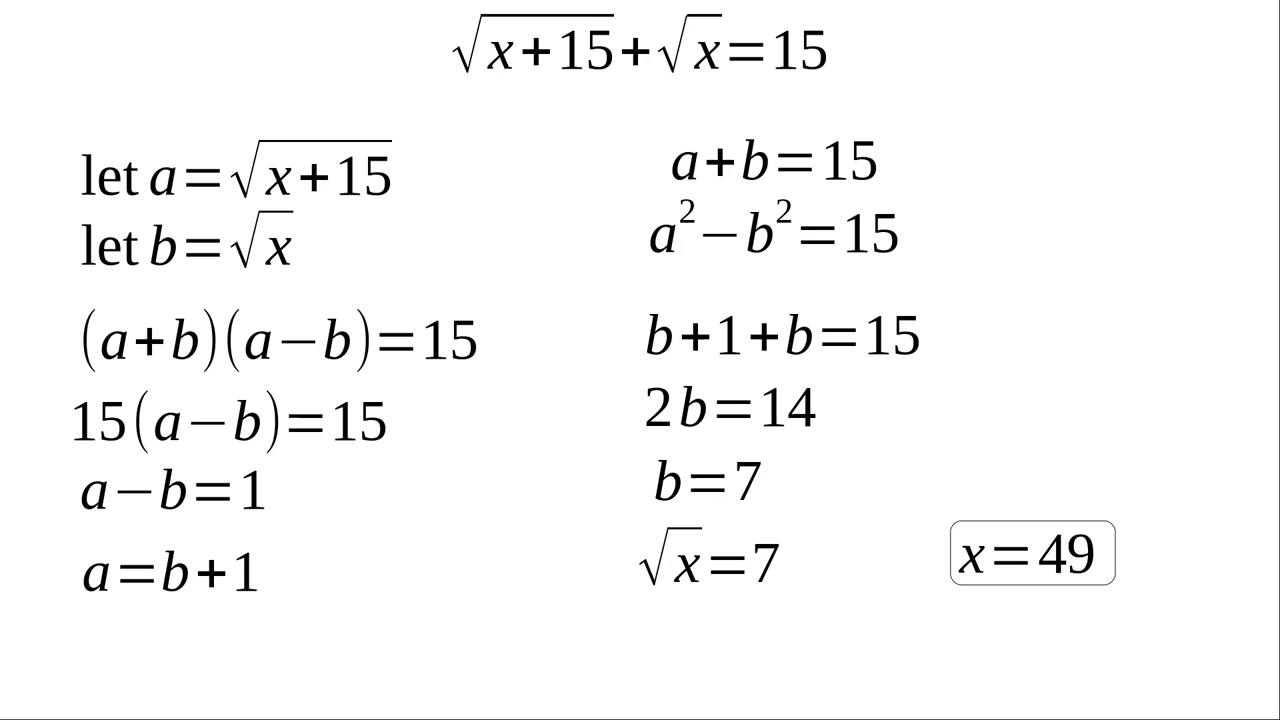 √(x+15)+√x=15
let a=√(x+15)
let b=√x
a+b=15
a²−b²=15
(a+b)(a−b)=15
15(a−b)=15
a−b=1
a=b+1
b+1+b=15
2b=14
b=7
√x=7
x=49